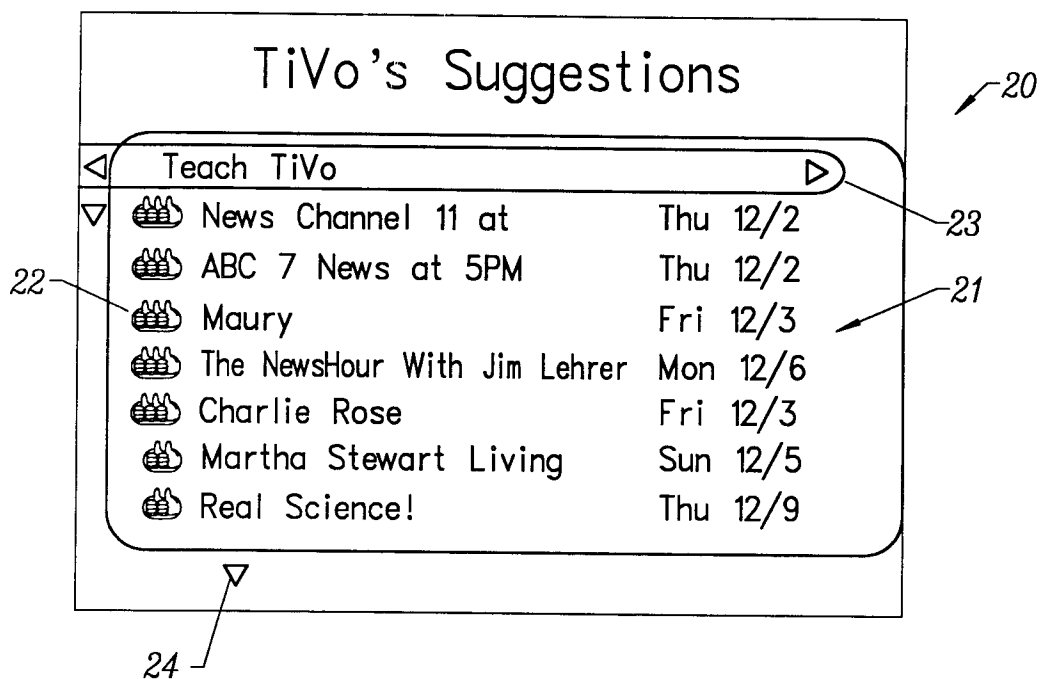 TiVo's Suggestions
20
Teach TiVo
23
News Channel 11 at Thu 12/2
ABC 7 News at 5PM Thu 12/2
22
21
Maury Fri 12/3
The NewsHour With Jim Lehrer Mon 12/6
Charlie Rose Fri 12/3
Martha Stewart Living Sun 12/5
Real Science! Thu 12/9
24